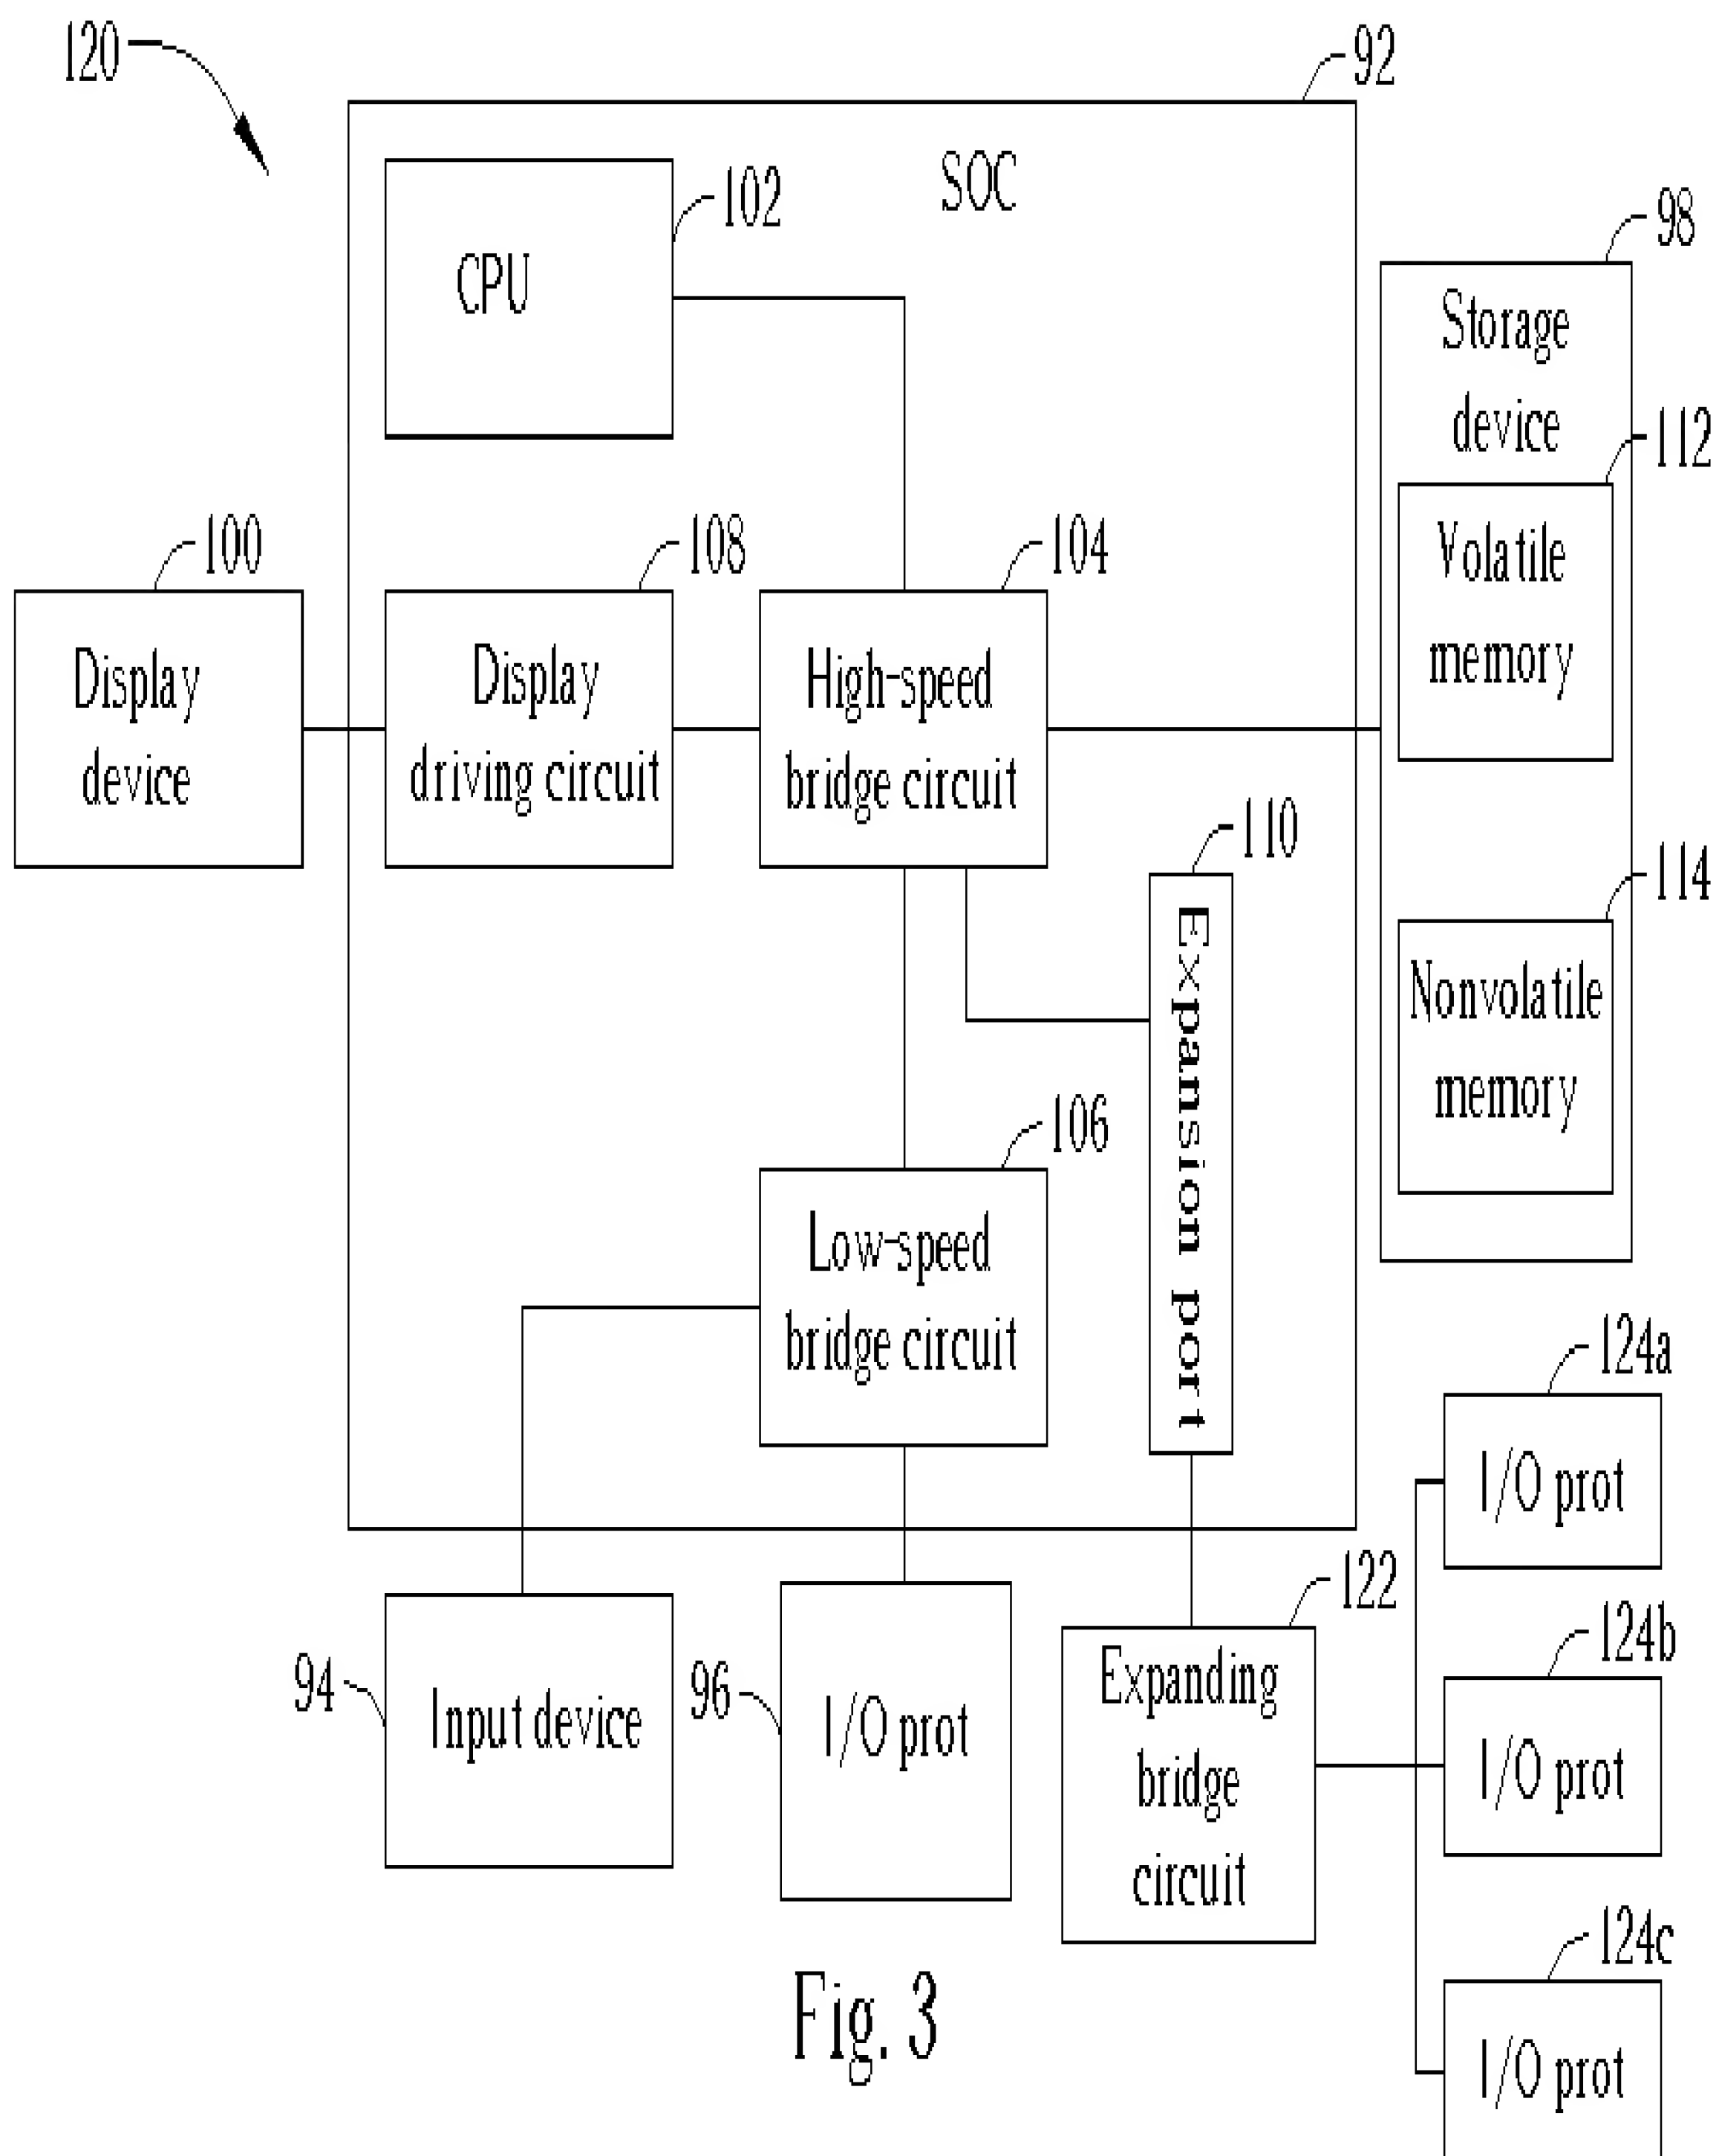 120
92
SOC
CPU
102
98
Storage
device
112
Volatile
memory
100
Display
device
108
Display
driving circuit
104
High-speed
bridge circuit
110
Expansion port
114
Nonvolatile
memory
106
Low-speed
bridge circuit
124a
I/O prot
94
Input device
96
I/O prot
122
Expanding
bridge
circuit
124b
I/O prot
124c
I/O prot
Fig. 3